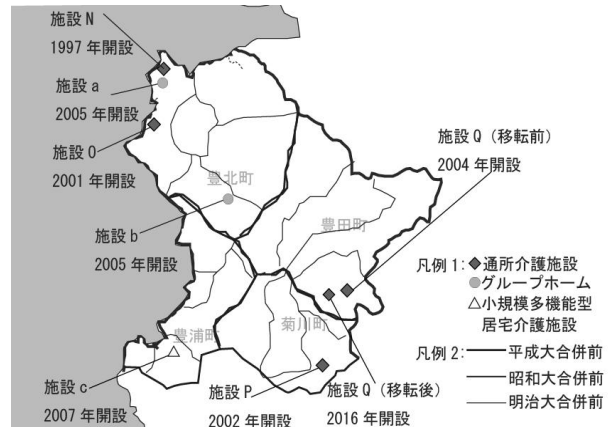 施設 N
1997 年開設
施設 a
2005 年開設
施設 O
2001 年開設
施設 b
2005 年開設
施設 c
2007 年開設
施設 P
2002 年開設
施設 Q（移転後）
2016 年開設
施設 Q（移転前）
2004 年開設
豊北町
豊田町
豊浦町
菊川町
凡例 1:◆通所介護施設
●グループホーム
△小規模多機能型
居宅介護施設
凡例 2:平成大合併前
昭和大合併前
明治大合併前